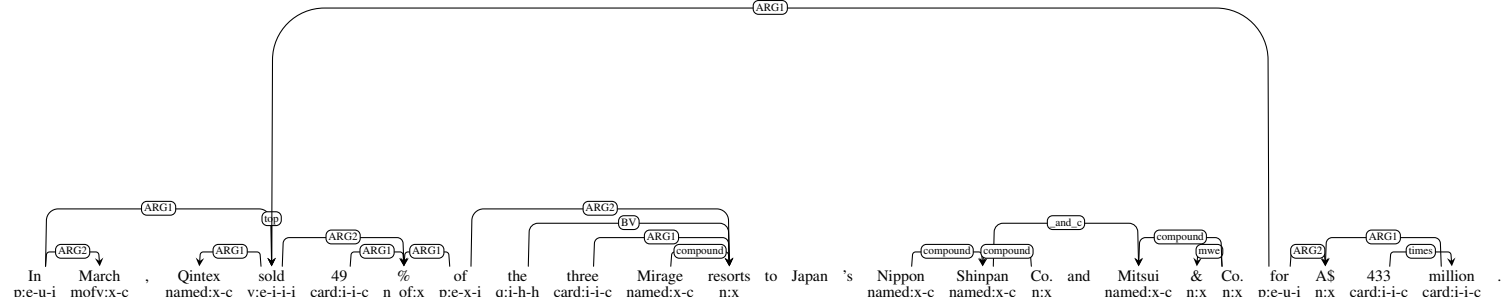 ARG1
ARG1 top ARG2 BV _and_c
ARG2 ARG1 ARG2 ARG1 ARG1 ARG1 compound compound compound compound mwe ARG2 ARG1 times
In March , Qintex sold 49 % of the three Mirage resorts to Japan 's Nippon Shinpan Co. and Mitsui & Co. for A$ 433 million .
p:e-u-i mofy:x-c named:x-c v:e-i-i-i card:i-i-c n_of:x p:e-x-i q:i-h-h card:i-i-c named:x-c n:x named:x-c named:x-c n:x named:x-c n:x n:x p:e-u-i n:x card:i-i-c card:i-i-c